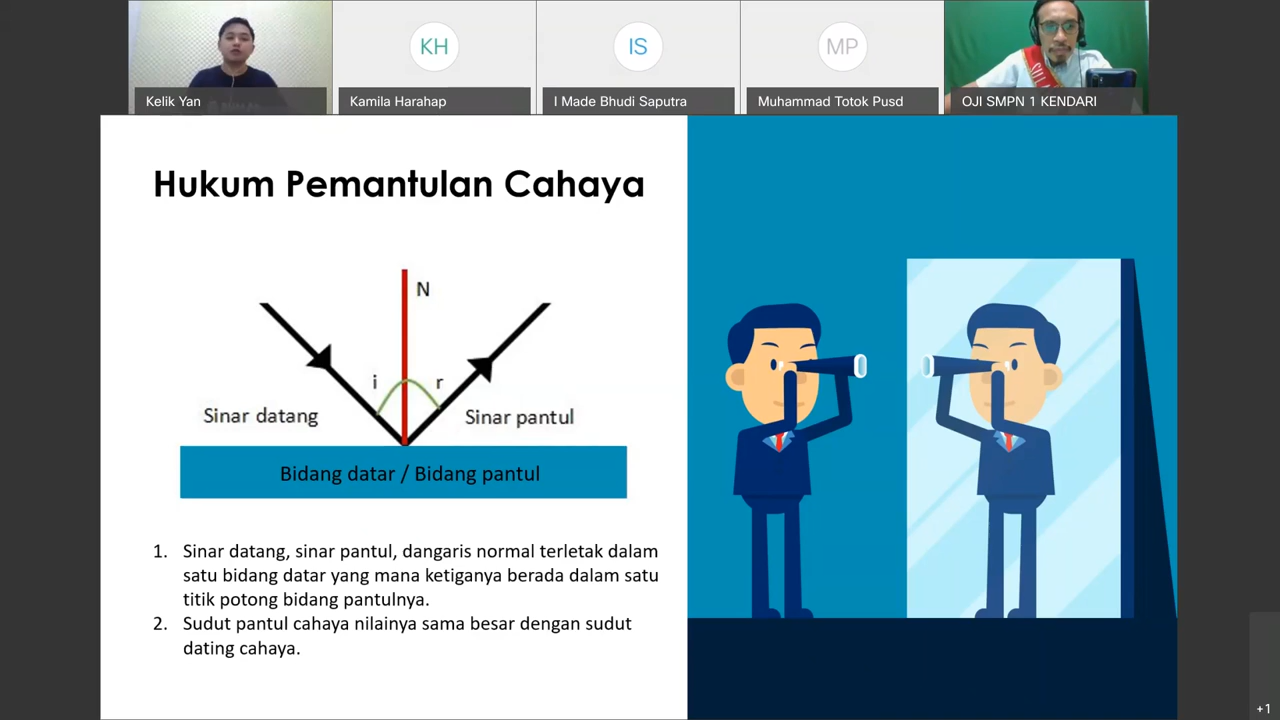 KH
IS
MP
Kelik Yan
Kamila Harahap
I Made Bhudi Saputra
Muhammad Totok Pusd
OJI SMPN 1 KENDARI
Hukum Pemantulan Cahaya
N
i
r
Sinar datang
Sinar pantul
Bidang datar / Bidang pantul
1. Sinar datang, sinar pantul, dangaris normal terletak dalam
satu bidang datar yang mana ketiganya berada dalam satu
titik potong bidang pantulnya.
2. Sudut pantul cahaya nilainya sama besar dengan sudut
dating cahaya.
+1